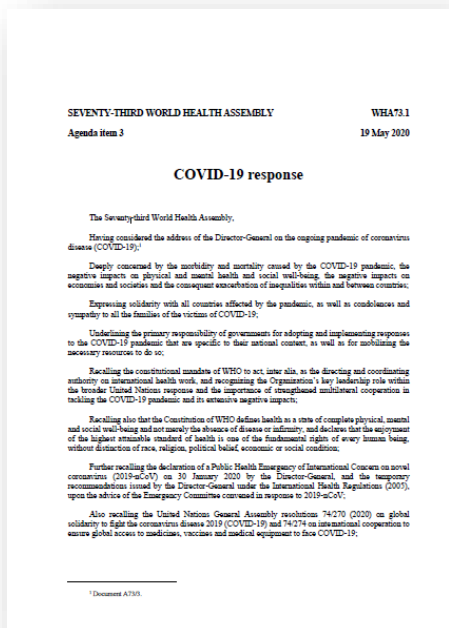 SEVENTY-THIRD WORLD HEALTH ASSEMBLY WHA73.1
Agenda item 3 19 May 2020
COVID-19 response
The Seventy-third World Health Assembly,
Having considered the address of the Director-General on the ongoing pandemic of coronavirus
disease (COVID-19);¹
Deeply concerned by the morbidity and mortality caused by the COVID-19 pandemic, the
negative impacts on physical and mental health and social well-being, the negative impacts on
economies and societies and the consequent exacerbation of inequalities within and between countries;
Expressing solidarity with all countries affected by the pandemic, as well as condolences and
sympathy to all the families of the victims of COVID-19;
Underlining the primary responsibility of governments for adopting and implementing responses
to the COVID-19 pandemic that are specific to their national context, as well as for mobilizing the
necessary resources to do so;
Recalling the constitutional mandate of WHO to act, inter alia, as the directing and coordinating
authority on international health work, and recognizing the Organization's key leadership role within
the broader United Nations response and the importance of strengthened multilateral cooperation in
tackling the COVID-19 pandemic and its extensive negative impacts;
Recalling also that the Constitution of WHO defines health as a state of complete physical, mental
and social well-being and not merely the absence of disease or infirmity, and declares that the enjoyment
of the highest attainable standard of health is one of the fundamental rights of every human being,
without distinction of race, religion, political belief, economic or social condition;
Further recalling the declaration of a Public Health Emergency of International Concern on novel
coronavirus (2019-nCoV) on 30 January 2020 by the Director-General, and the temporary
recommendations issued by the Director-General under the International Health Regulations (2005),
upon the advice of the Emergency Committee convened in response to 2019-nCoV;
Also recalling the United Nations General Assembly resolutions 74/270 (2020) on global
solidarity to fight the coronavirus disease 2019 (COVID-19) and 74/274 on international cooperation to
ensure global access to medicines, vaccines and medical equipment to face COVID-19;
¹ Document A73/3.